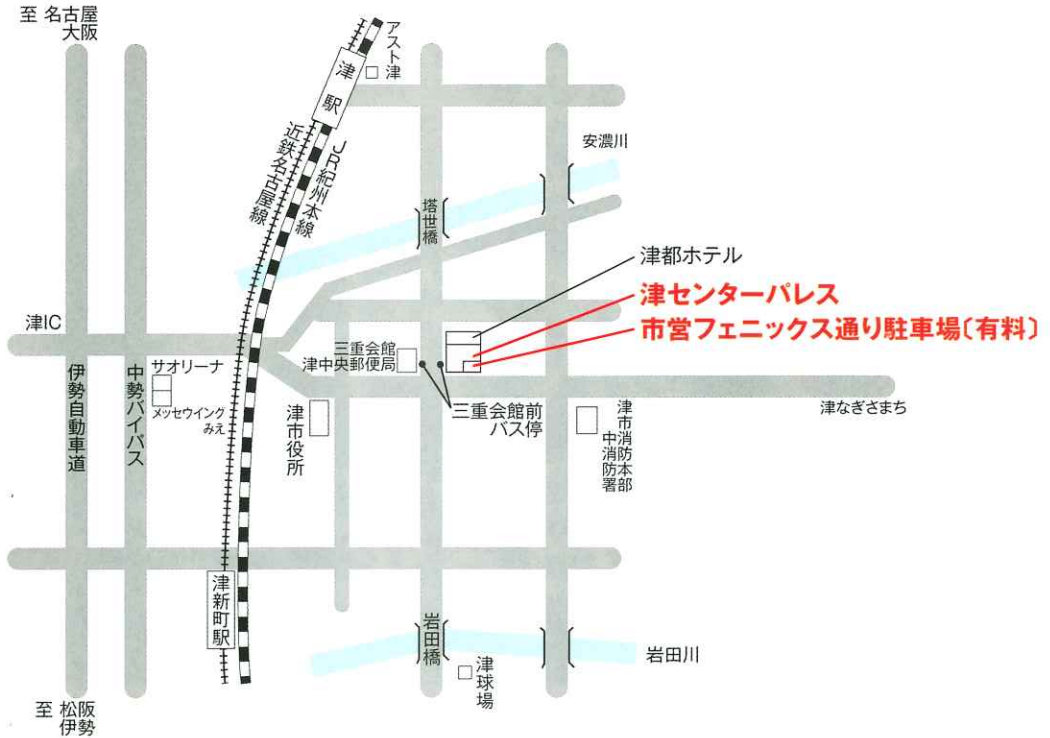 至 名古屋
大阪
アスト津
津駅
近鉄名古屋線
JR紀州本線
安濃川
塔世橋
津都ホテル
津センターパレス
市営フェニックス通り駐車場〔有料〕
津IC
サオリーナ
メッセウイング
みえ
三重会館
津中央郵便局
三重会館前
バス停
津なぎさまち
伊勢自動車道
中勢バイパス
津市役所
津市消防本部
中消防署
津新町駅
岩田橋
津球場
岩田川
至 松阪
伊勢